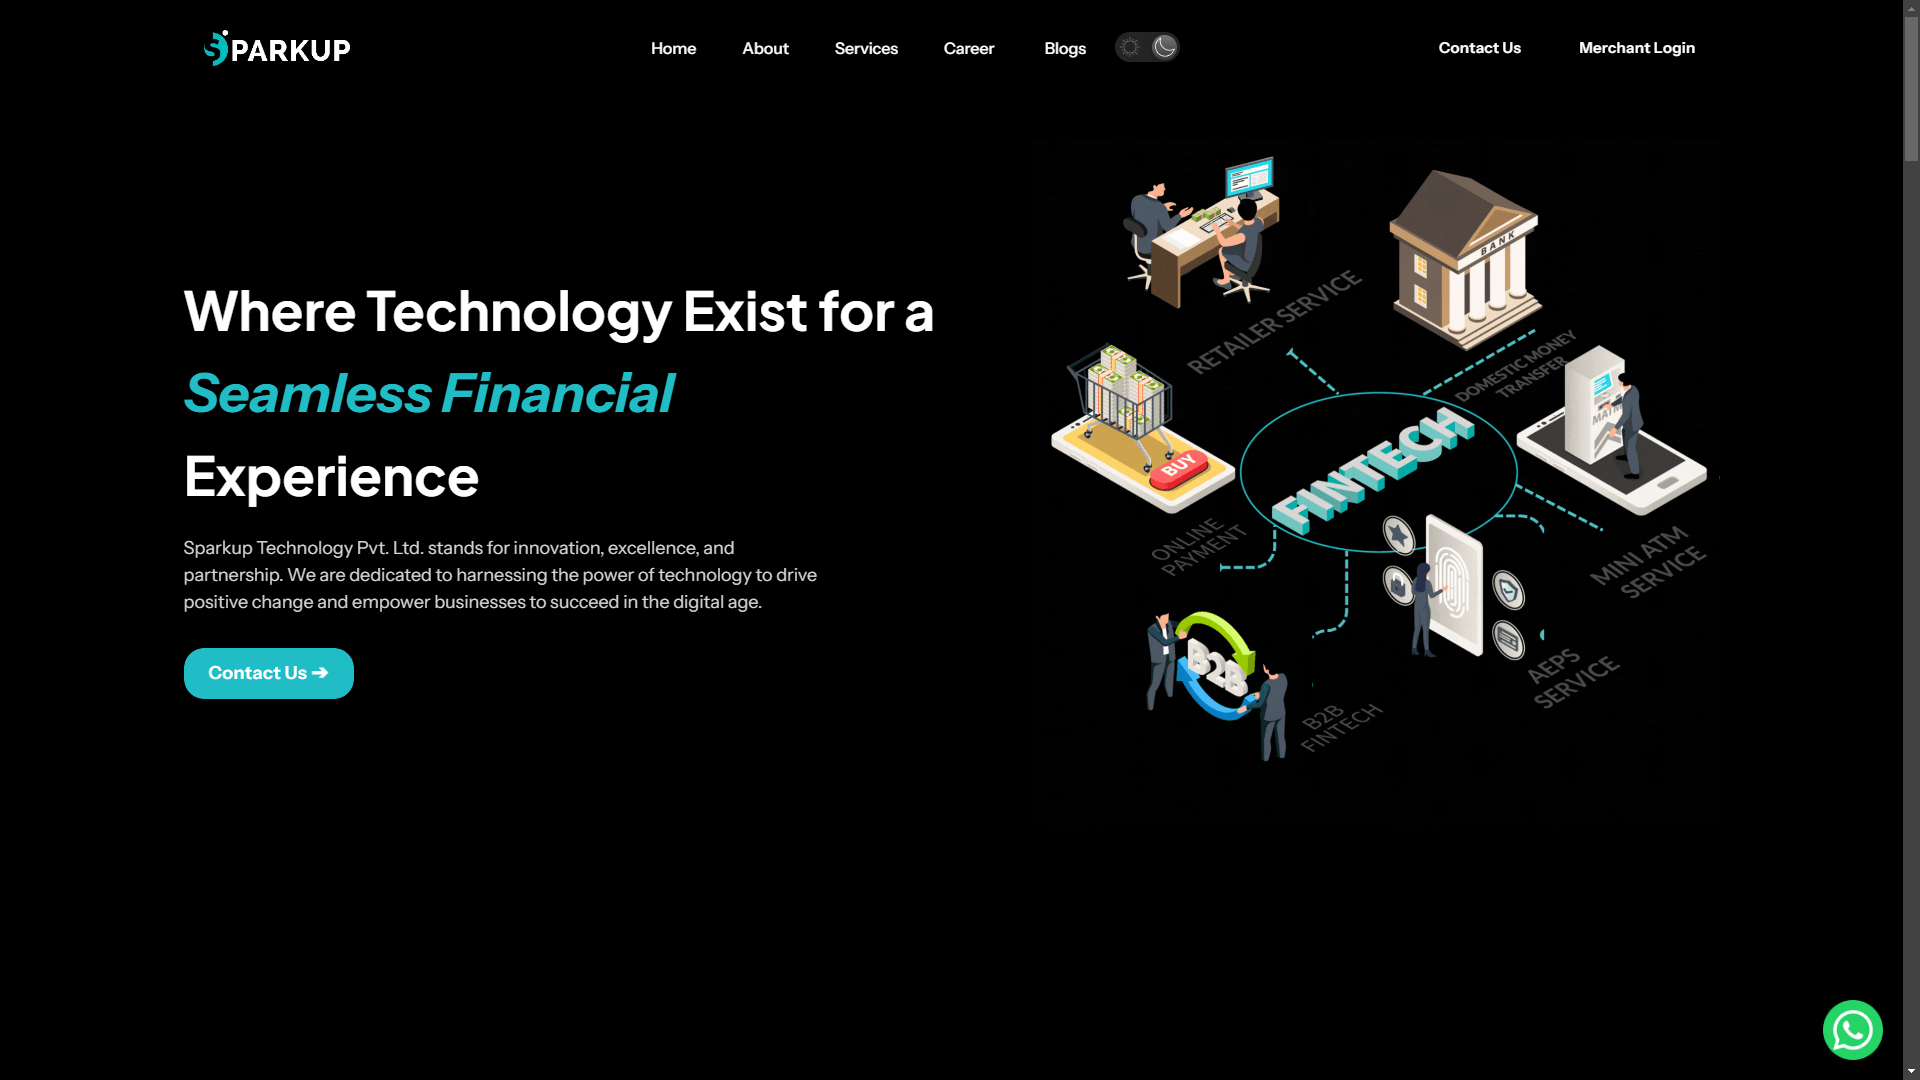 SPARKUP
Home
About
Services
Career
Blogs
Contact Us
Merchant Login
Where Technology Exist for a
Seamless Financial
Experience
Sparkup Technology Pvt. Ltd. stands for innovation, excellence, and
partnership. We are dedicated to harnessing the power of technology to drive
positive change and empower businesses to succeed in the digital age.
Contact Us ➔
BANK
RETAILER SERVICE
DOMESTIC MONEY
TRANSFER
MATM
BUY
FINTECH
ONLINE
PAYMENT
MINI ATM
SERVICE
B2B
AEPS
SERVICE
B2B
FINTECH